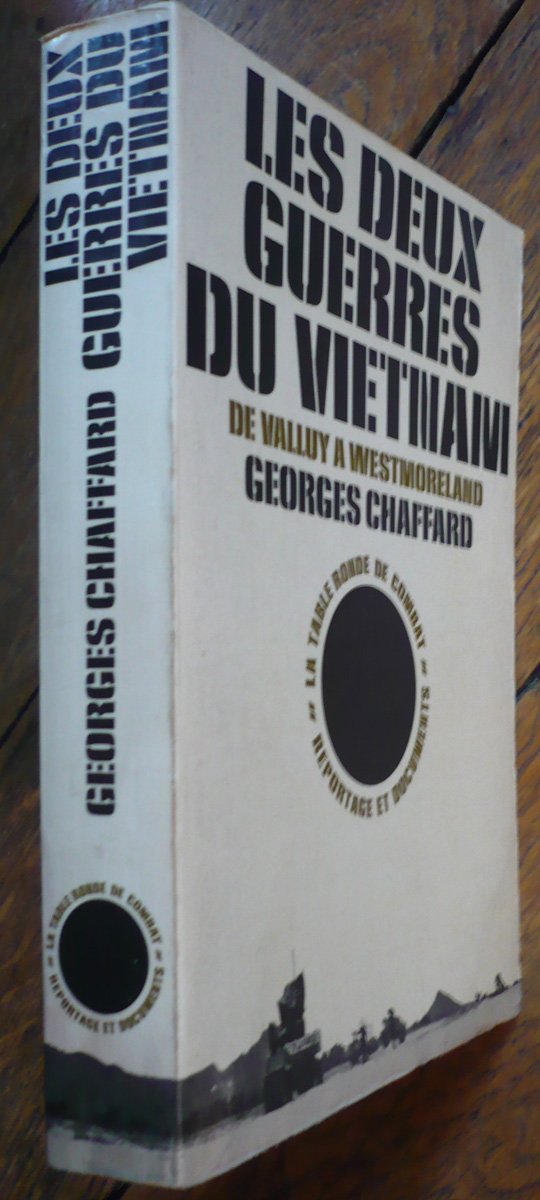 LES DEUX
GUERRES DU
VIETNAM
GEORGES CHAFFARD
LA TABLE RONDE DE COMBAT
REPORTAGE ET DOCUMENTS
LES DEUX
GUERRES
DU VIETNAM
DE VALLUY A WESTMORELAND
GEORGES CHAFFARD
LA TABLE RONDE DE COMBAT
REPORTAGE ET DOCUMENTS